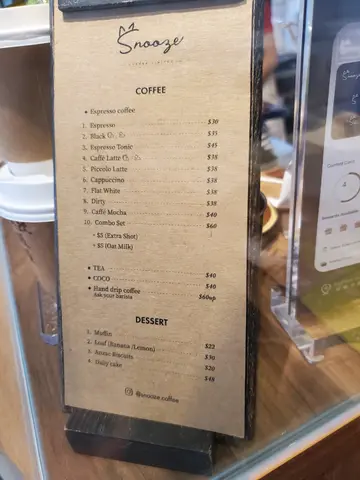 Snooze
COFFEE
Espresso coffee
1. Espresso $30
2. Black $35
3. Espresso Tonic $45
4. Caffè Latte $38
5. Piccolo Latte $38
6. Cappuccino $38
7. Flat White $38
8. Dirty $38
9. Caffè Mocha $40
10. Combo Set $60
+ $5 (Extra Shot)
+ $5 (Oat Milk)
TEA $40
COCO $40
Hand drip coffee $60up
Ask your barista
DESSERT
1. Muffin $22
2. Loaf (Banana /Lemon) $30
3. Anzac Biscuits $20
4. Daily cake $48
@snooze.coffee